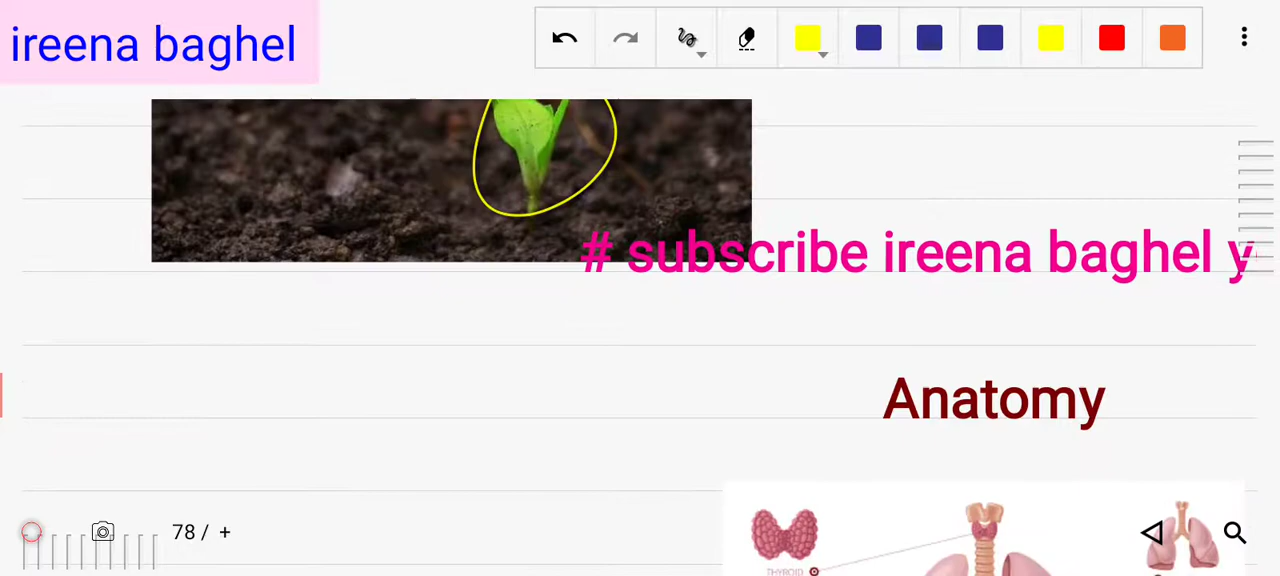 ireena baghel
# subscribe ireena baghel y
Anatomy
78 / +
THYROID